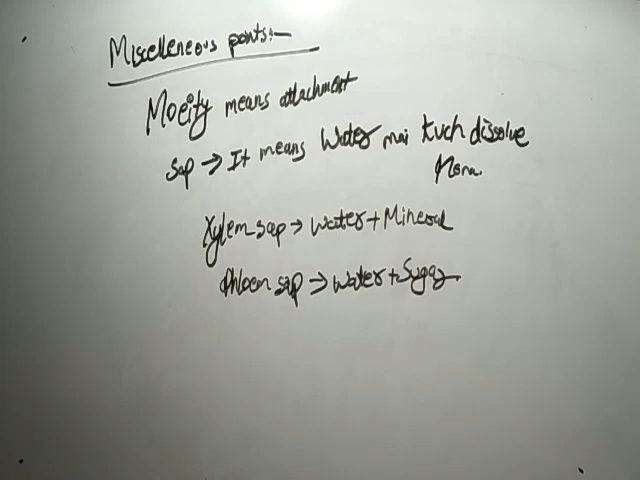 Miscelleneous points:-
Moeity means attachment
Sap → It means Water mai kuch dissolve
hona.
Xylem sap → Water + Mineral
Phloem sap → Water + Sugar